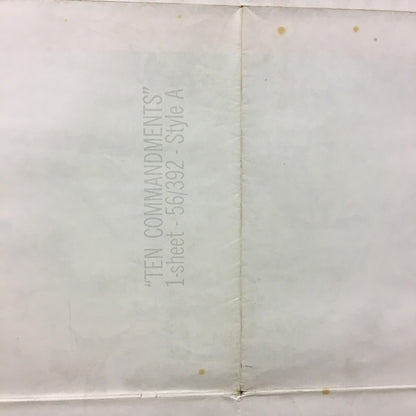 “TEN COMMANDMENTS”
1-sheet - 56/392 - Style A